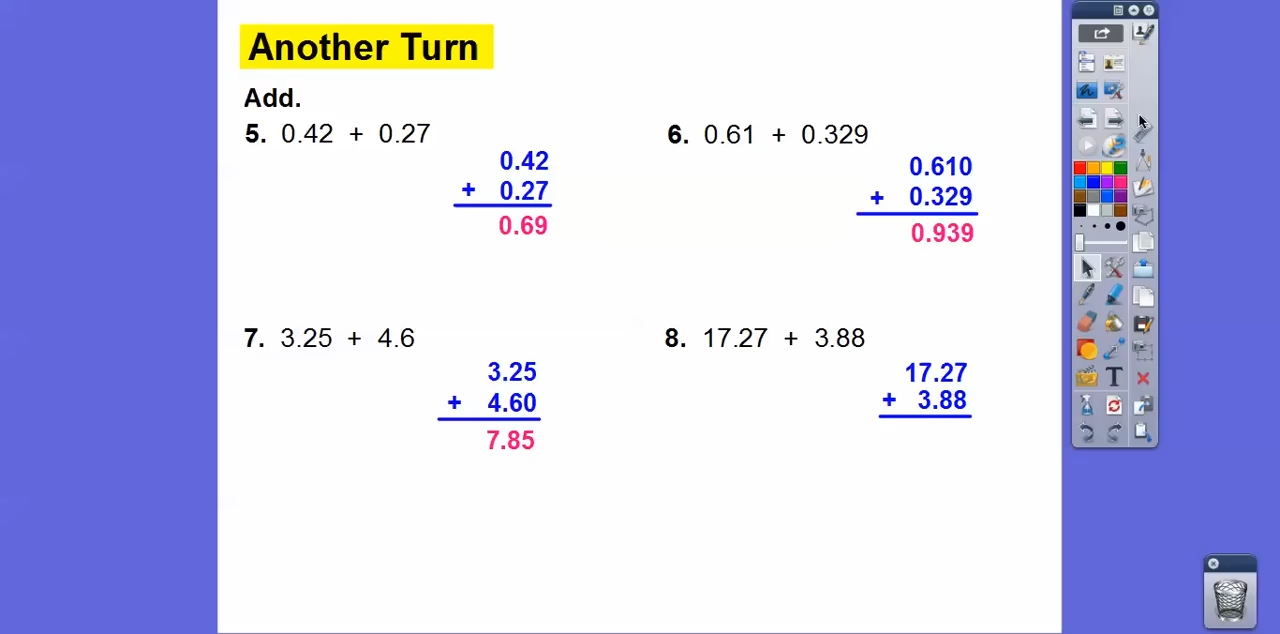 Another Turn
Add.
5. 0.42 + 0.27
0.42
+ 0.27
0.69
6. 0.61 + 0.329
0.610
+ 0.329
0.939
7. 3.25 + 4.6
3.25
+ 4.60
7.85
8. 17.27 + 3.88
17.27
+ 3.88
T